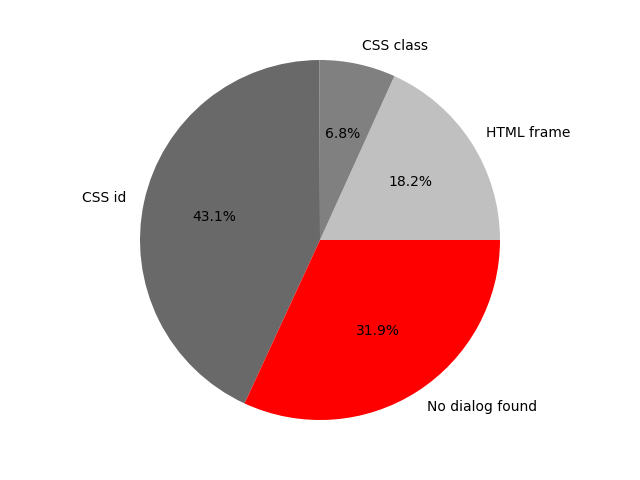 CSS class
6.8%
HTML frame
18.2%
CSS id
43.1%
31.9%
No dialog found